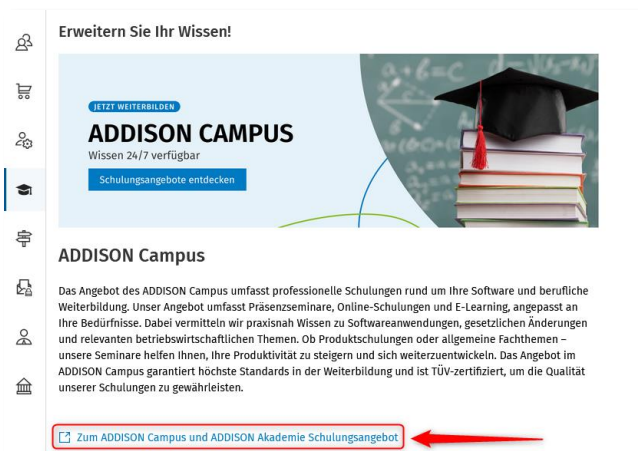 Erweitern Sie Ihr Wissen!
JETZT WEITERBILDEN
ADDISON CAMPUS
Wissen 24/7 verfügbar
Schulungsangebote entdecken
ADDISON Campus
Das Angebot des ADDISON Campus umfasst professionelle Schulungen rund um Ihre Software und berufliche
Weiterbildung. Unser Angebot umfasst Präsenzseminare, Online-Schulungen und E-Learning, angepasst an
Ihre Bedürfnisse. Dabei vermitteln wir praxisnah Wissen zu Softwareanwendungen, gesetzlichen Änderungen
und relevanten betriebswirtschaftlichen Themen. Ob Produktschulungen oder allgemeine Fachthemen –
unsere Seminare helfen Ihnen, Ihre Produktivität zu steigern und sich weiterzuentwickeln. Das Angebot im
ADDISON Campus garantiert höchste Standards in der Weiterbildung und ist TÜV-zertifiziert, um die Qualität
unserer Schulungen zu gewährleisten.
Zum ADDISON Campus und ADDISON Akademie Schulungsangebot